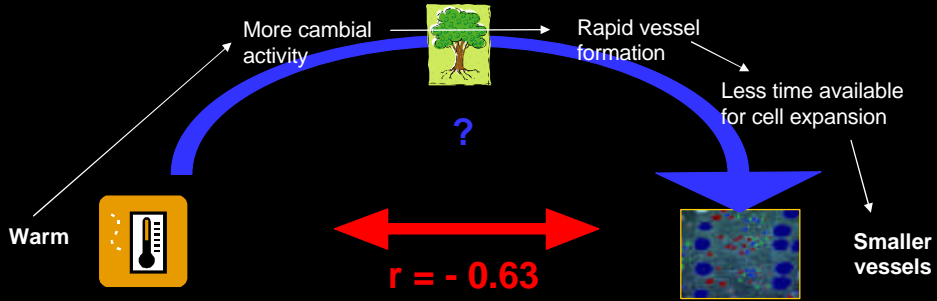 More cambial
activity
Rapid vessel
formation
Less time available
for cell expansion
?
Warm
Smaller
vessels
r = - 0.63